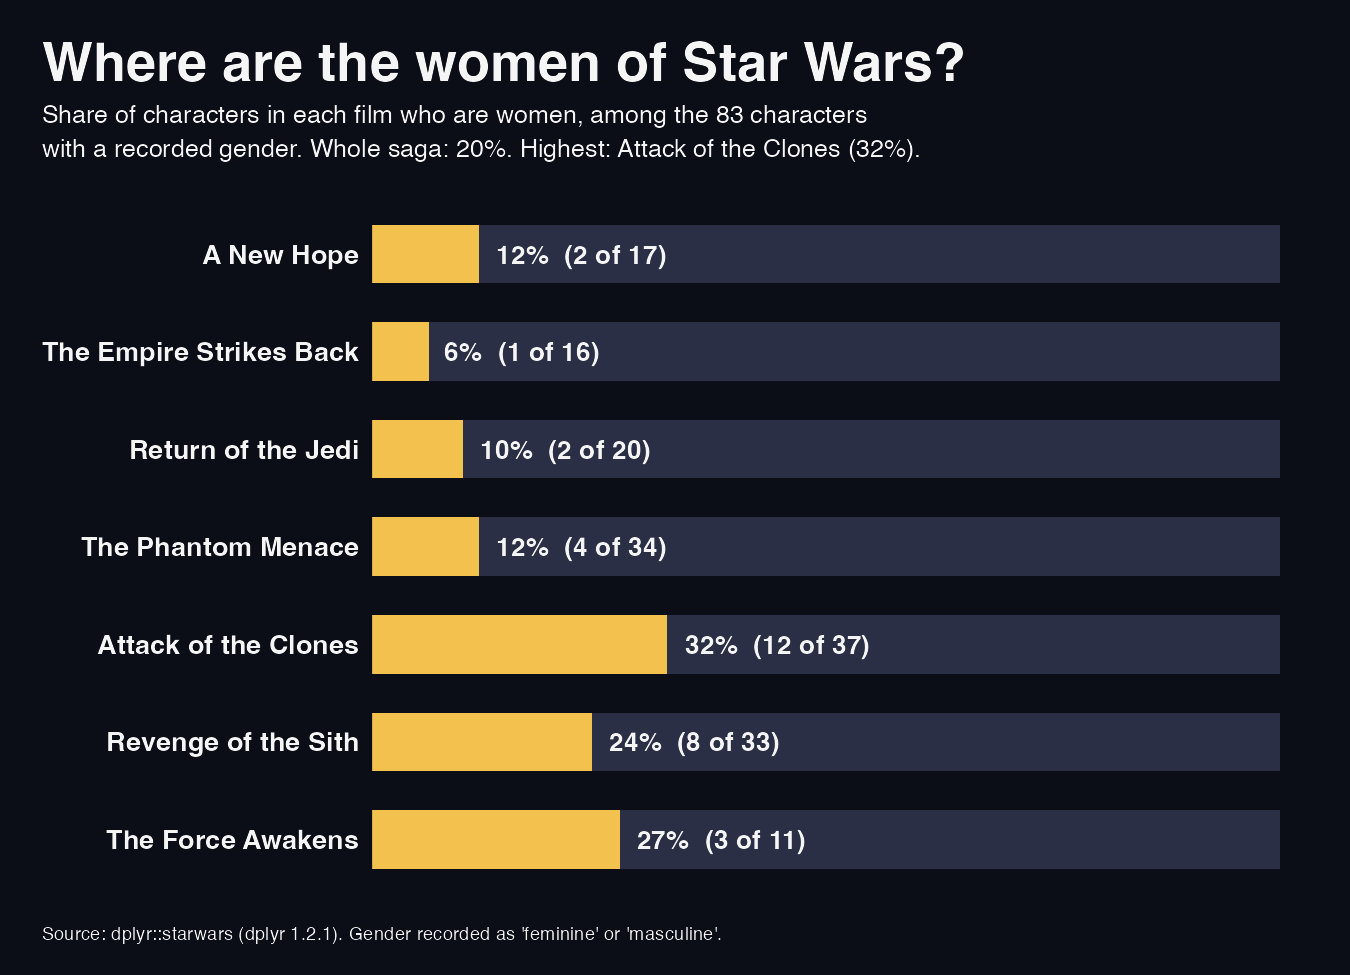 Where are the women of Star Wars?
Share of characters in each film who are women, among the 83 characters
with a recorded gender. Whole saga: 20%. Highest: Attack of the Clones (32%).
A New Hope 12% (2 of 17)
The Empire Strikes Back 6% (1 of 16)
Return of the Jedi 10% (2 of 20)
The Phantom Menace 12% (4 of 34)
Attack of the Clones 32% (12 of 37)
Revenge of the Sith 24% (8 of 33)
The Force Awakens 27% (3 of 11)
Source: dplyr::starwars (dplyr 1.2.1). Gender recorded as 'feminine' or 'masculine'.